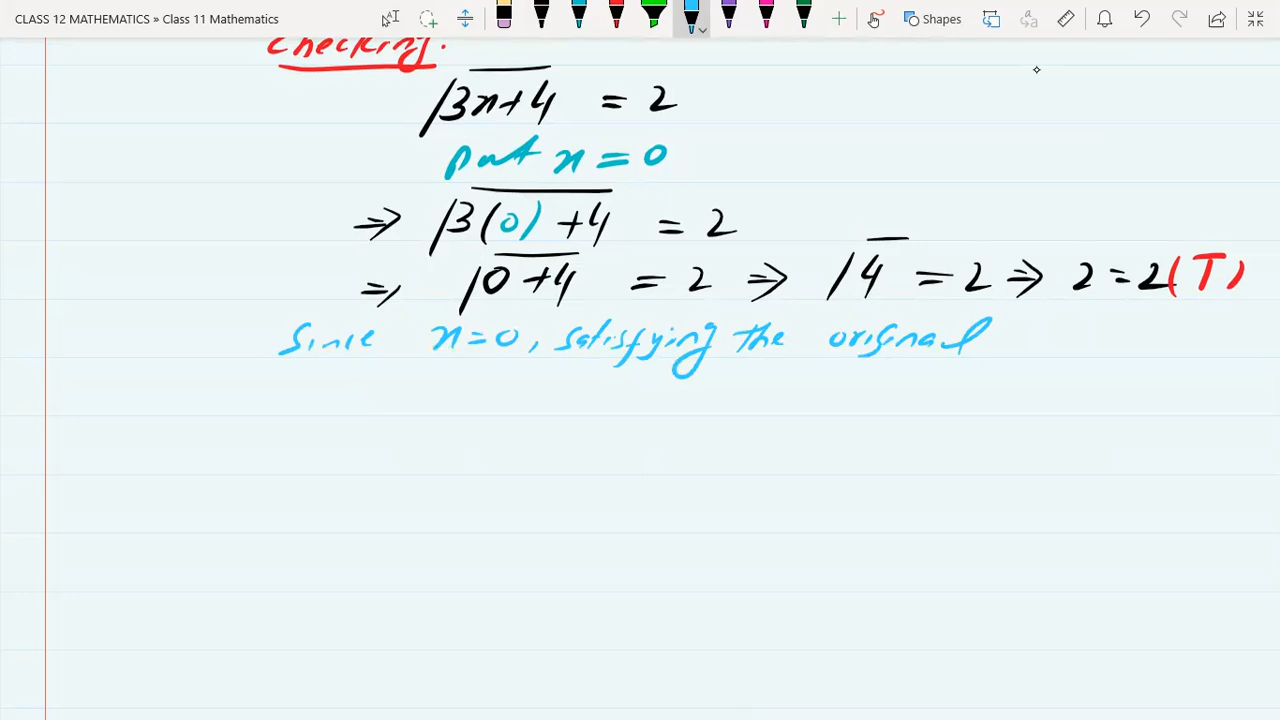 CLASS 12 MATHEMATICS » Class 11 Mathematics
Shapes
Checking:
√3x+4 = 2
put x=0
⇒ √3(0)+4 = 2
⇒ √0+4 = 2 ⇒ √4 = 2 ⇒ 2=2 (T)
Since x=0, satisfying the original